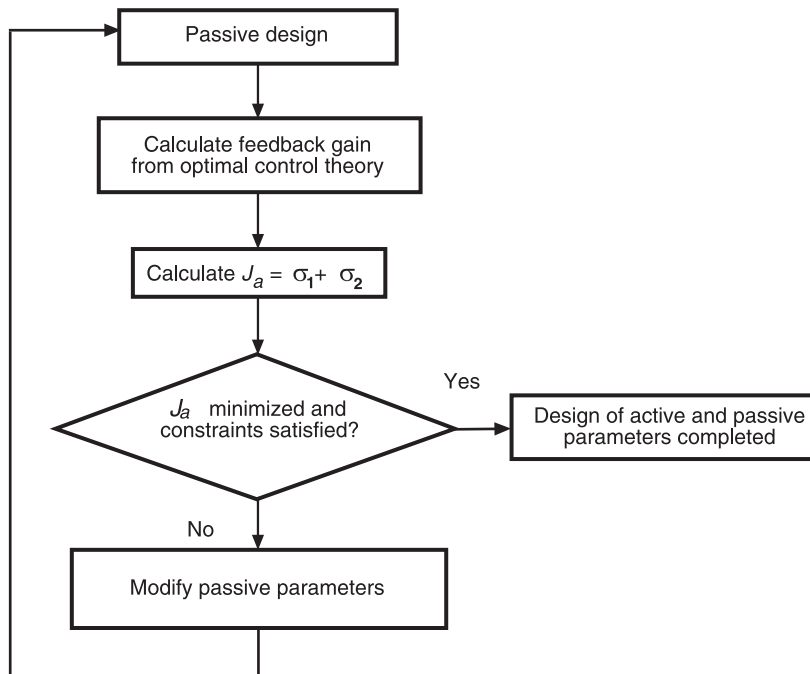 Passive design
Calculate feedback gain
from optimal control theory
Calculate Jₐ = σ₁+ σ₂
Jₐ minimized and
constraints satisfied?
Yes
Design of active and passive
parameters completed
No
Modify passive parameters